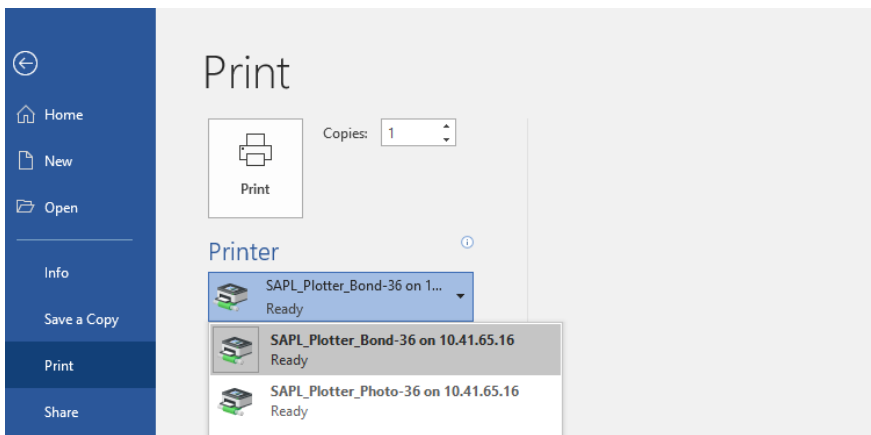 Print
Home
New
Open
Info
Save a Copy
Print
Share
Copies: 1
Print
Printer
SAPL_Plotter_Bond-36 on 1...
Ready
SAPL_Plotter_Bond-36 on 10.41.65.16
Ready
SAPL_Plotter_Photo-36 on 10.41.65.16
Ready